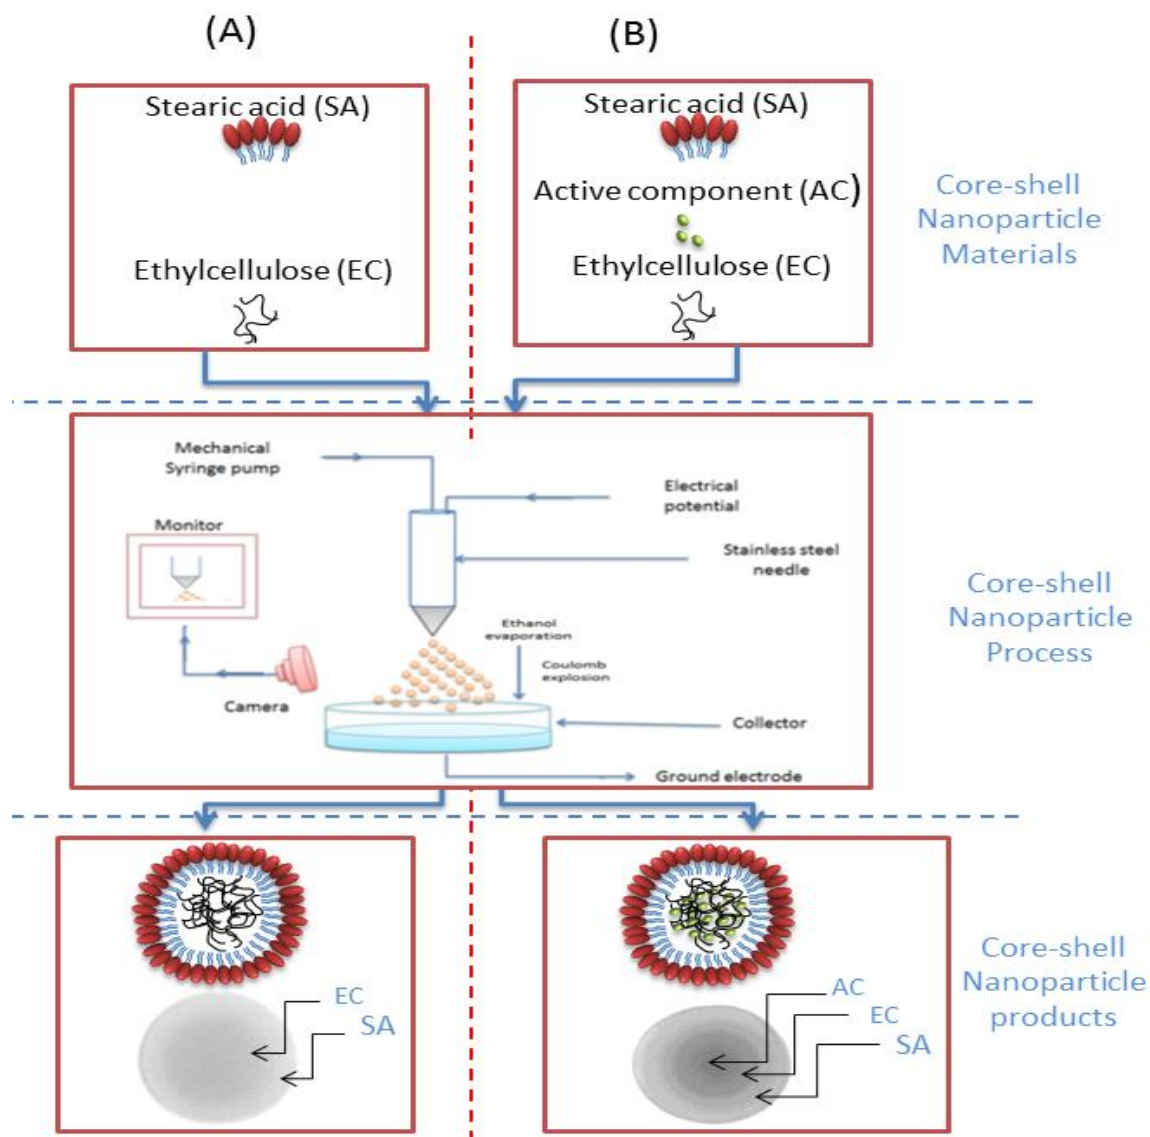 (A)
(B)
Stearic acid (SA)
Ethylcellulose (EC)
Stearic acid (SA)
Active component (AC)
Ethylcellulose (EC)
Core-shell
Nanoparticle
Materials
Mechanical
Syringe pump
Electrical
potential
Monitor
Stainless steel
needle
Ethanol
evaporation
Coulomb
explosion
Camera
Collector
Ground electrode
Core-shell
Nanoparticle
Process
EC
SA
AC
EC
SA
Core-shell
Nanoparticle
products